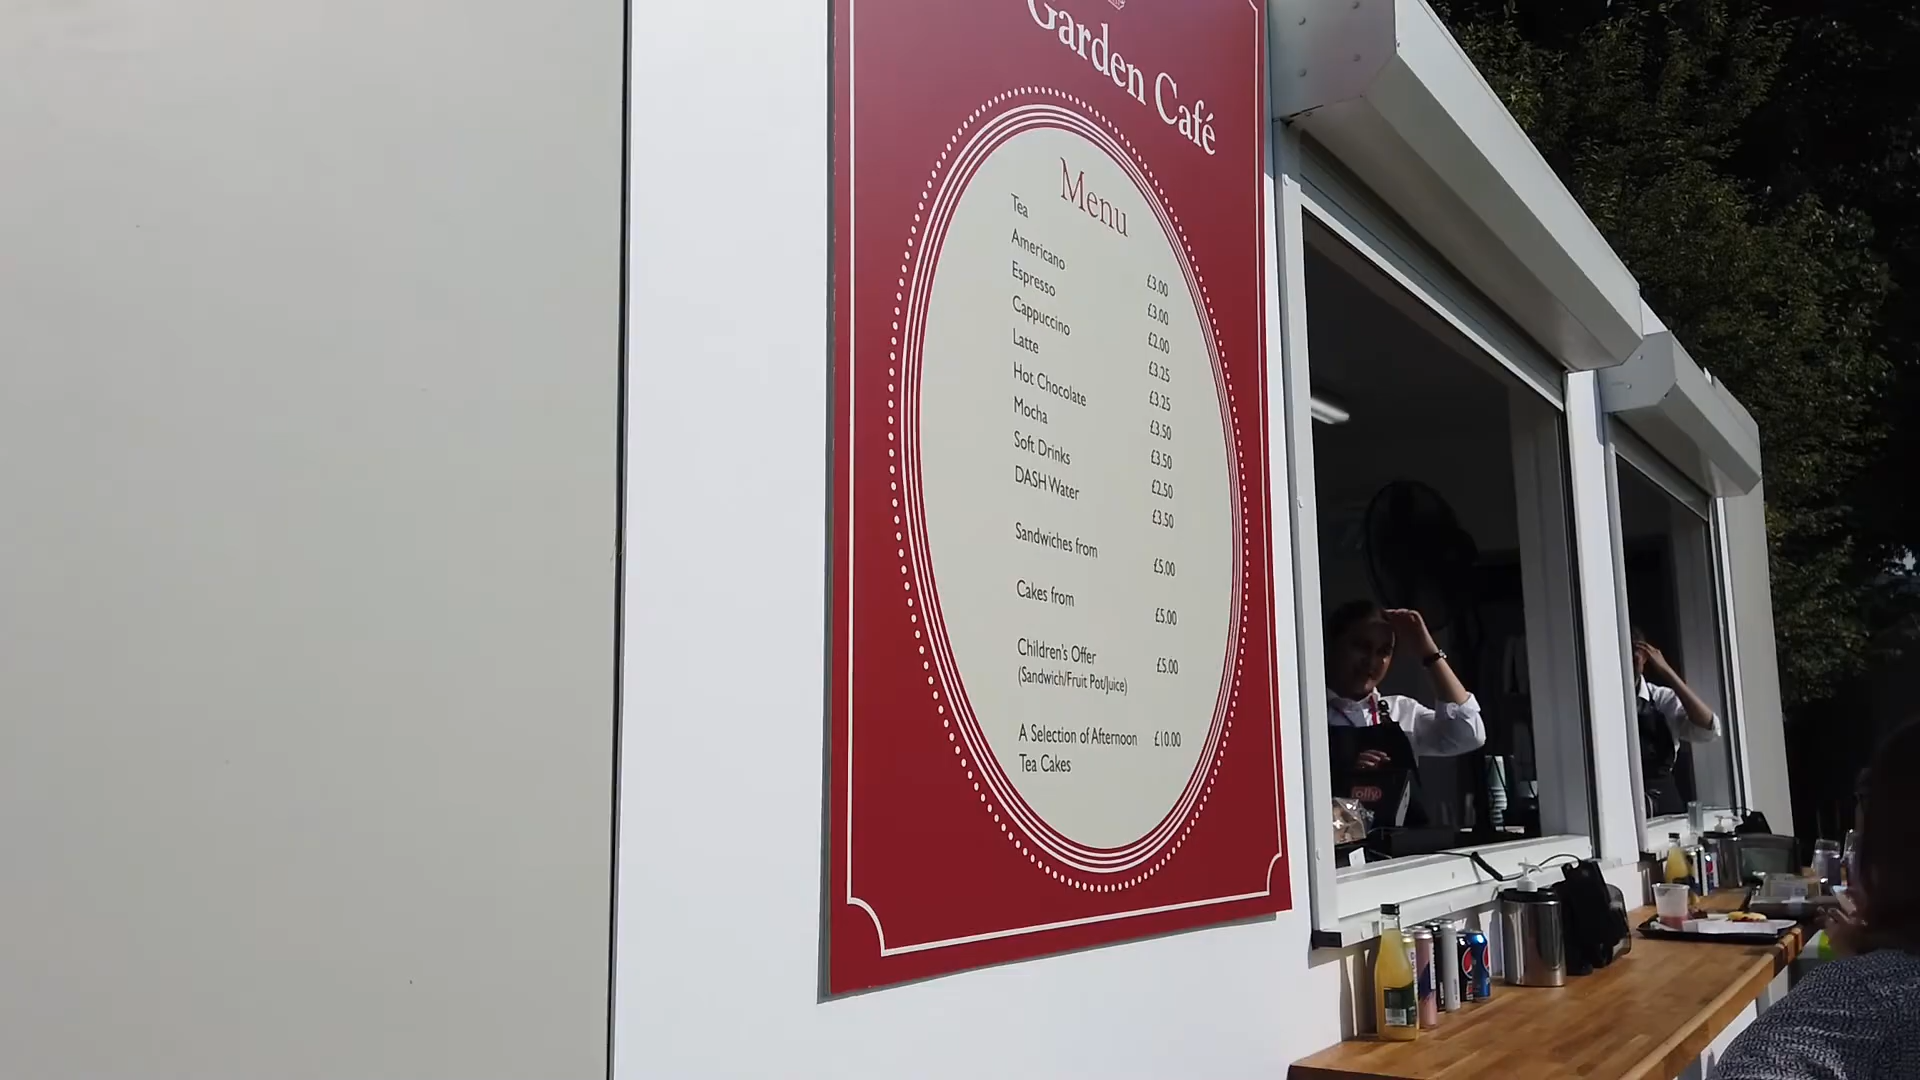 Garden Café
Menu
Tea £3.00
Americano £3.00
Espresso £2.00
Cappuccino £3.25
Latte £3.25
Hot Chocolate £3.50
Mocha £3.50
Soft Drinks £2.50
DASH Water £3.50
Sandwiches from £5.00
Cakes from £5.00
Children's Offer £5.00
(Sandwich/Fruit Pot/Juice)
A Selection of Afternoon £10.00
Tea Cakes
olly